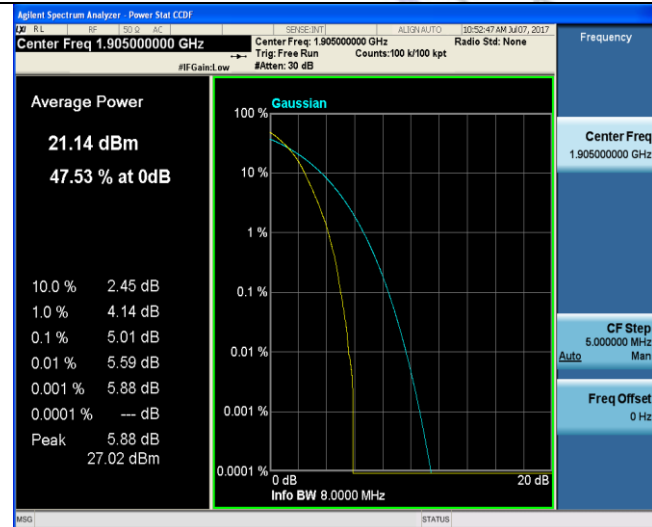 Agilent Spectrum Analyzer - Power Stat CCDF
RL RF 50 Ω AC SENSE:INT ALIGN AUTO 10:52:47 AM Jul 07, 2017
Center Freq 1.905000000 GHz
Center Freq: 1.905000000 GHz Radio Std: None
Trig: Free Run Counts:100 k/100 kpt
#IFGain:Low #Atten: 30 dB
Frequency
Average Power
21.14 dBm
47.53 % at 0dB
10.0 % 2.45 dB
1.0 % 4.14 dB
0.1 % 5.01 dB
0.01 % 5.59 dB
0.001 % 5.88 dB
0.0001 % --- dB
Peak 5.88 dB
27.02 dBm
Gaussian
100 %
10 %
1 %
0.1 %
0.01 %
0.001 %
0.0001 %
0 dB 20 dB
Info BW 8.0000 MHz
Center Freq
1.905000000 GHz
CF Step
5.000000 MHz
Auto Man
Freq Offset
0 Hz
MSG STATUS